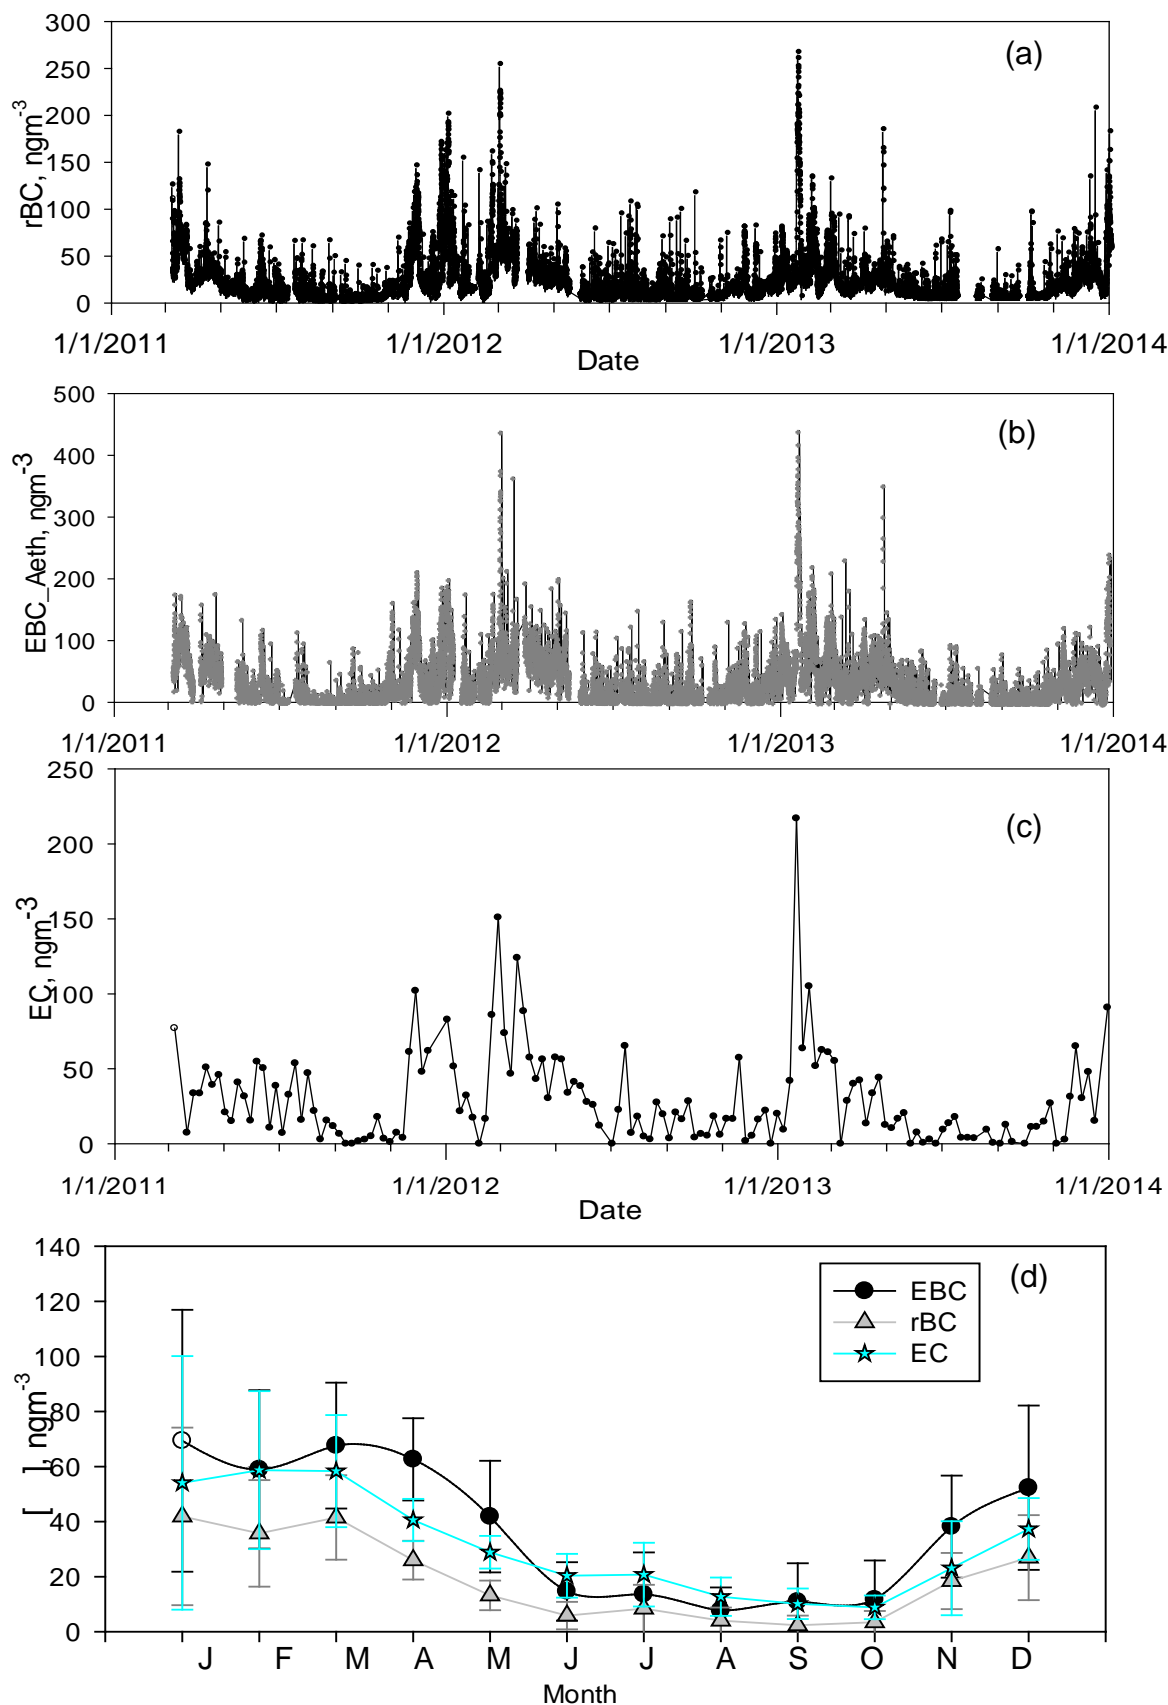 300
(a)
250
200
150
100
50
0
rBC, ngm-3
1/1/2011 1/1/2012 1/1/2013 1/1/2014
Date
500
(b)
400
300
200
100
0
EBC_Aeth, ngm-3
1/1/2011 1/1/2012 1/1/2013 1/1/2014
250
(c)
200
150
100
50
0
EC, ngm-3
1/1/2011 1/1/2012 1/1/2013 1/1/2014
Date
140
(d)
120
100
80
60
40
20
0
[ ], ngm-3
EBC
rBC
EC
J F M A M J J A S O N D
Month